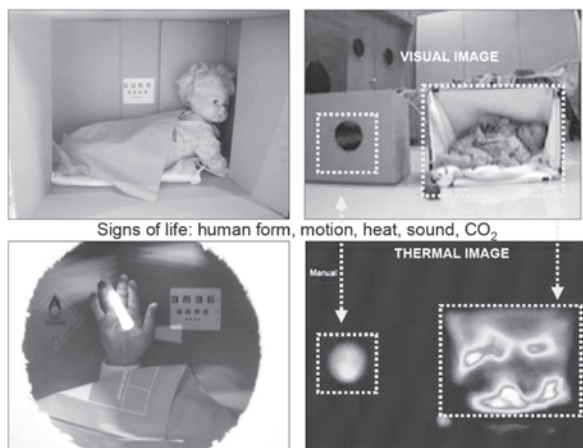 VISUAL IMAGE
Signs of life: human form, motion, heat, sound, CO₂
THERMAL IMAGE
Manual